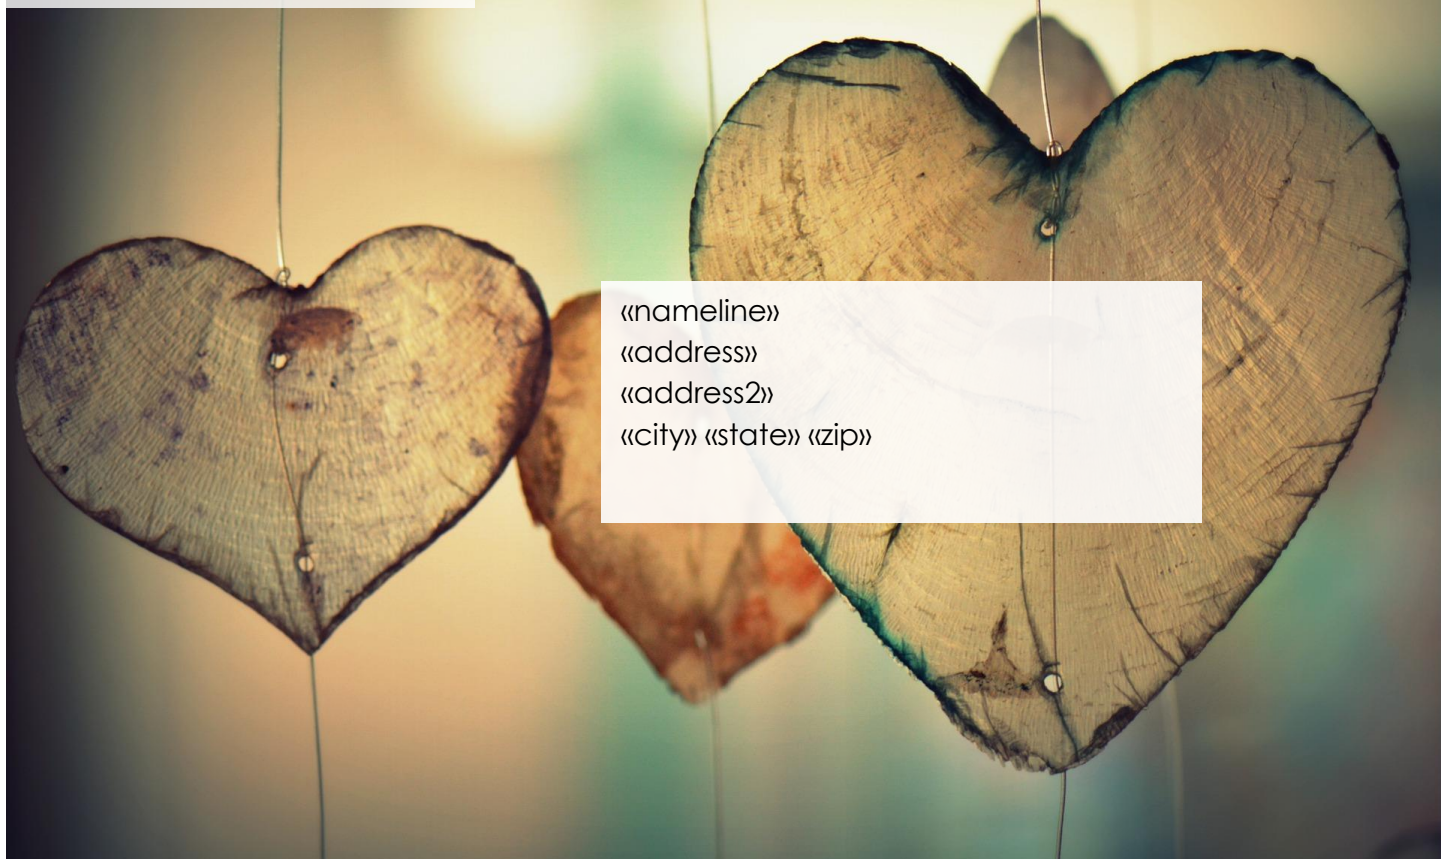 «nameline»
«address»
«address2»
«city» «state» «zip»